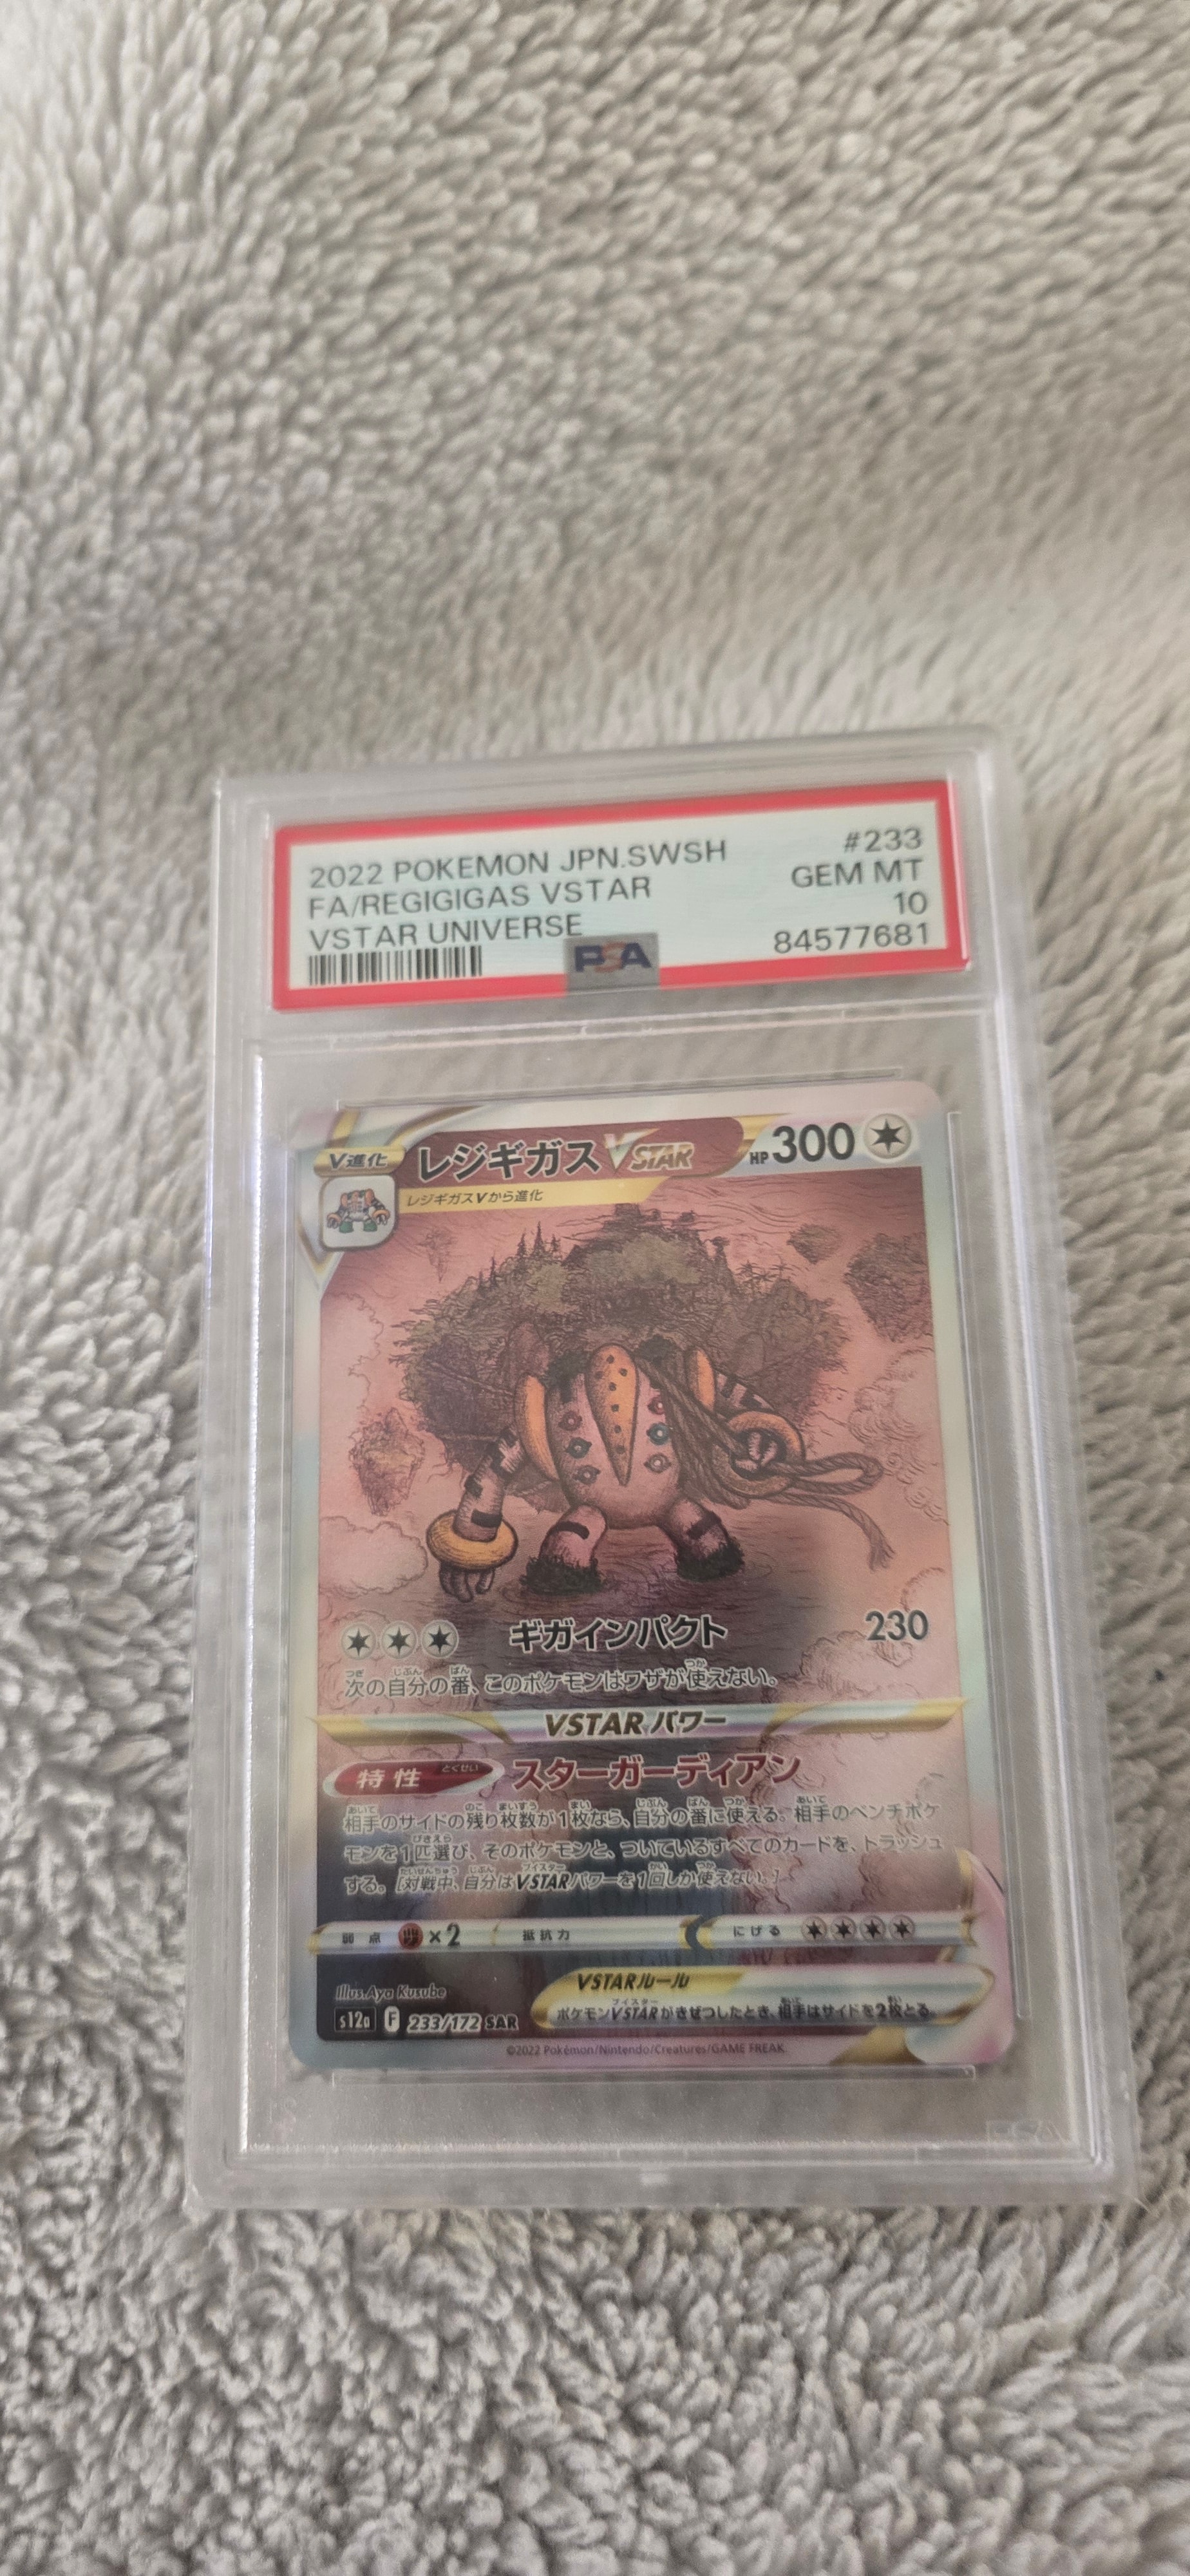 2022 POKEMON JPN.SWSH #233
FA/REGIGIGAS VSTAR GEM MT
VSTAR UNIVERSE 10
84577681
PSA
V進化 レジギガス VSTAR HP 300
レジギガスVから進化
ギガインパクト 230
次の自分の番、このポケモンはワザが使えない。
VSTARパワー
特性 スターガーディアン
相手のサイドの残り枚数が1枚なら、自分の番に使える。相手のベンチポケ
モンを1匹選び、そのポケモンと、ついているすべてのカードを、トラッシュ
する。[対戦中、自分はVSTARパワーを1回しか使えない。]
弱点 ×2 抵抗力 にげる
Illus. Aya Kusube
VSTARルール
s12a F 233/172 SAR
ポケモンVSTARがきぜつしたとき、相手はサイドを2枚とる。
©2022 Pokémon/Nintendo/Creatures/GAME FREAK.
PSA